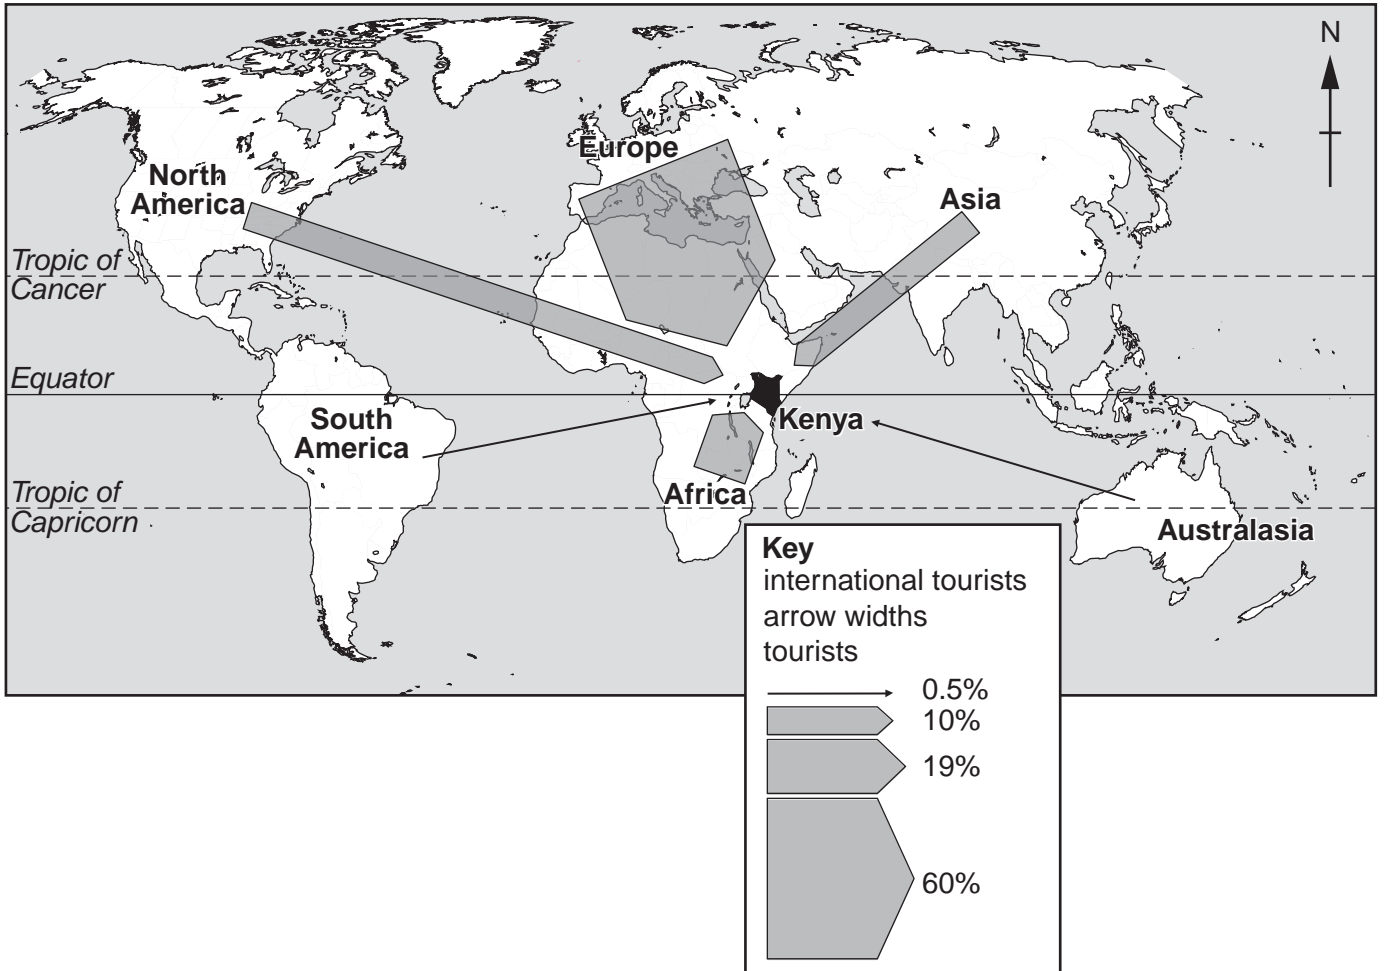 N
Europe
North
America
Asia
Tropic of
Cancer
Equator
South
America
Kenya
Tropic of
Capricorn
Africa
Australasia
Key
international tourists
arrow widths
tourists
0.5%
10%
19%
60%